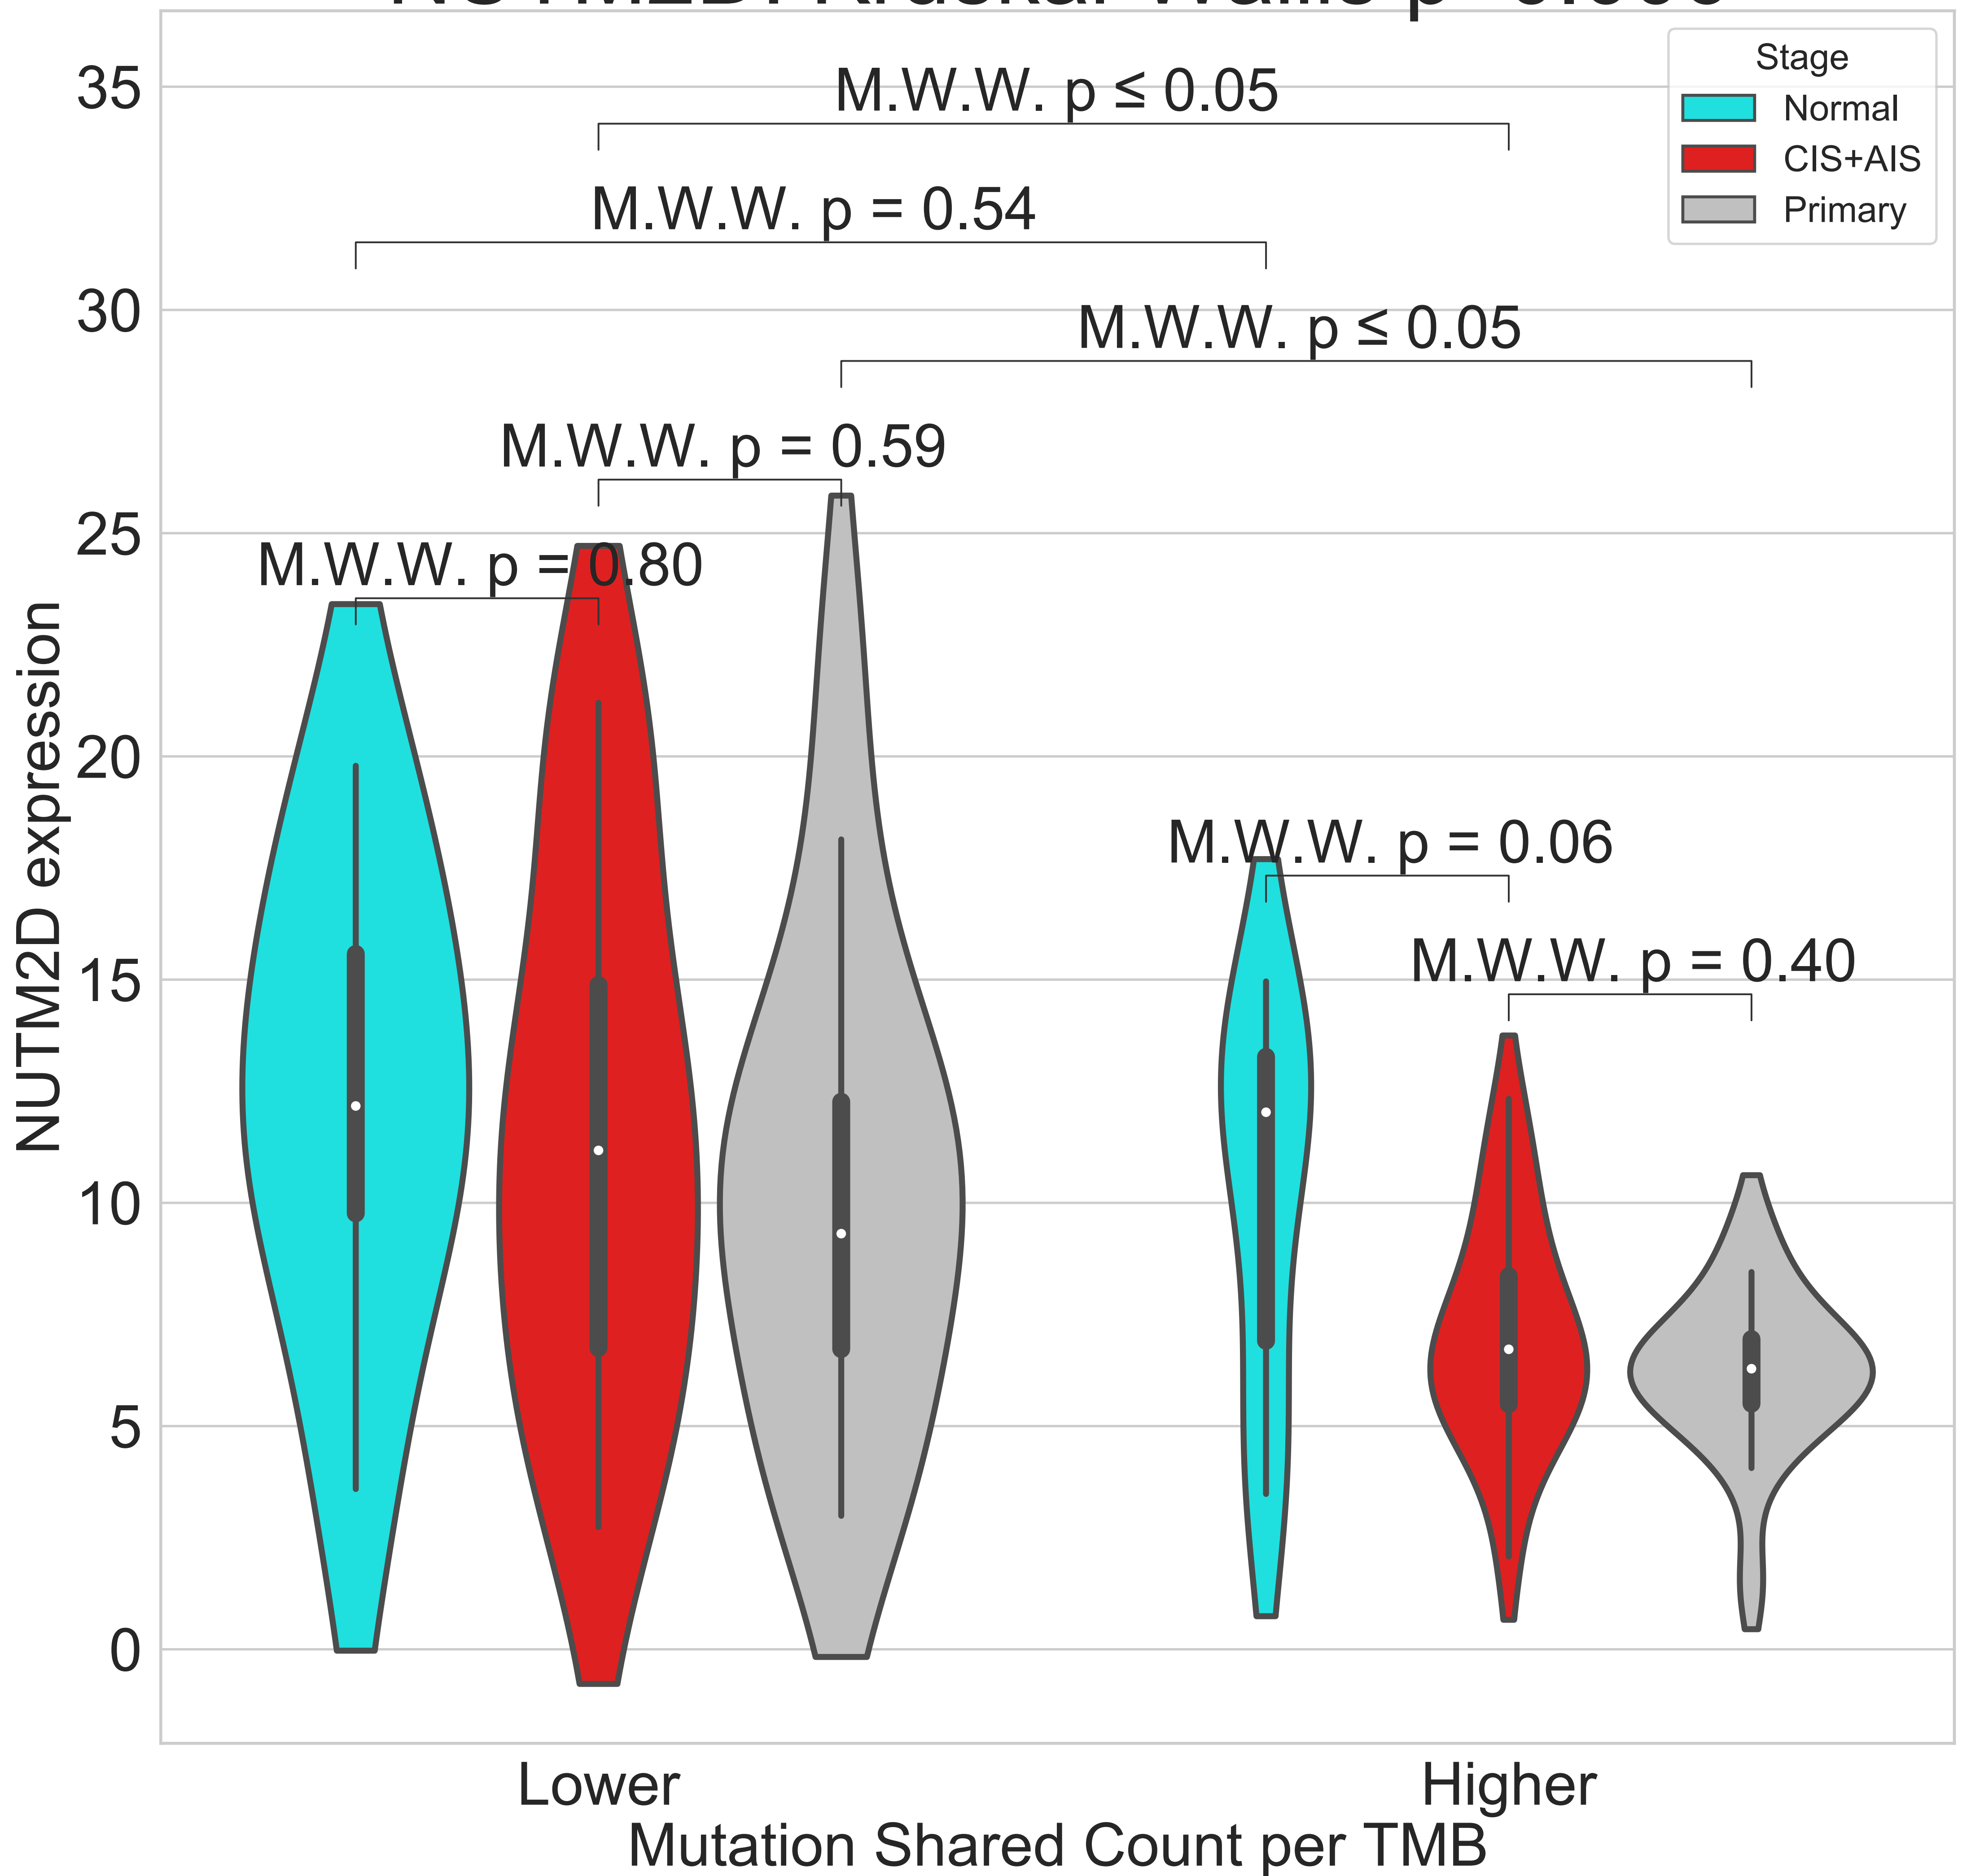 Stage
Normal
CIS+AIS
Primary
M.W.W. p ≤ 0.05
M.W.W. p = 0.54
M.W.W. p ≤ 0.05
M.W.W. p = 0.59
M.W.W. p = 0.80
M.W.W. p = 0.06
M.W.W. p = 0.40
NUTM2D expression
35
30
25
20
15
10
5
0
Lower
Higher
Mutation Shared Count per TMB